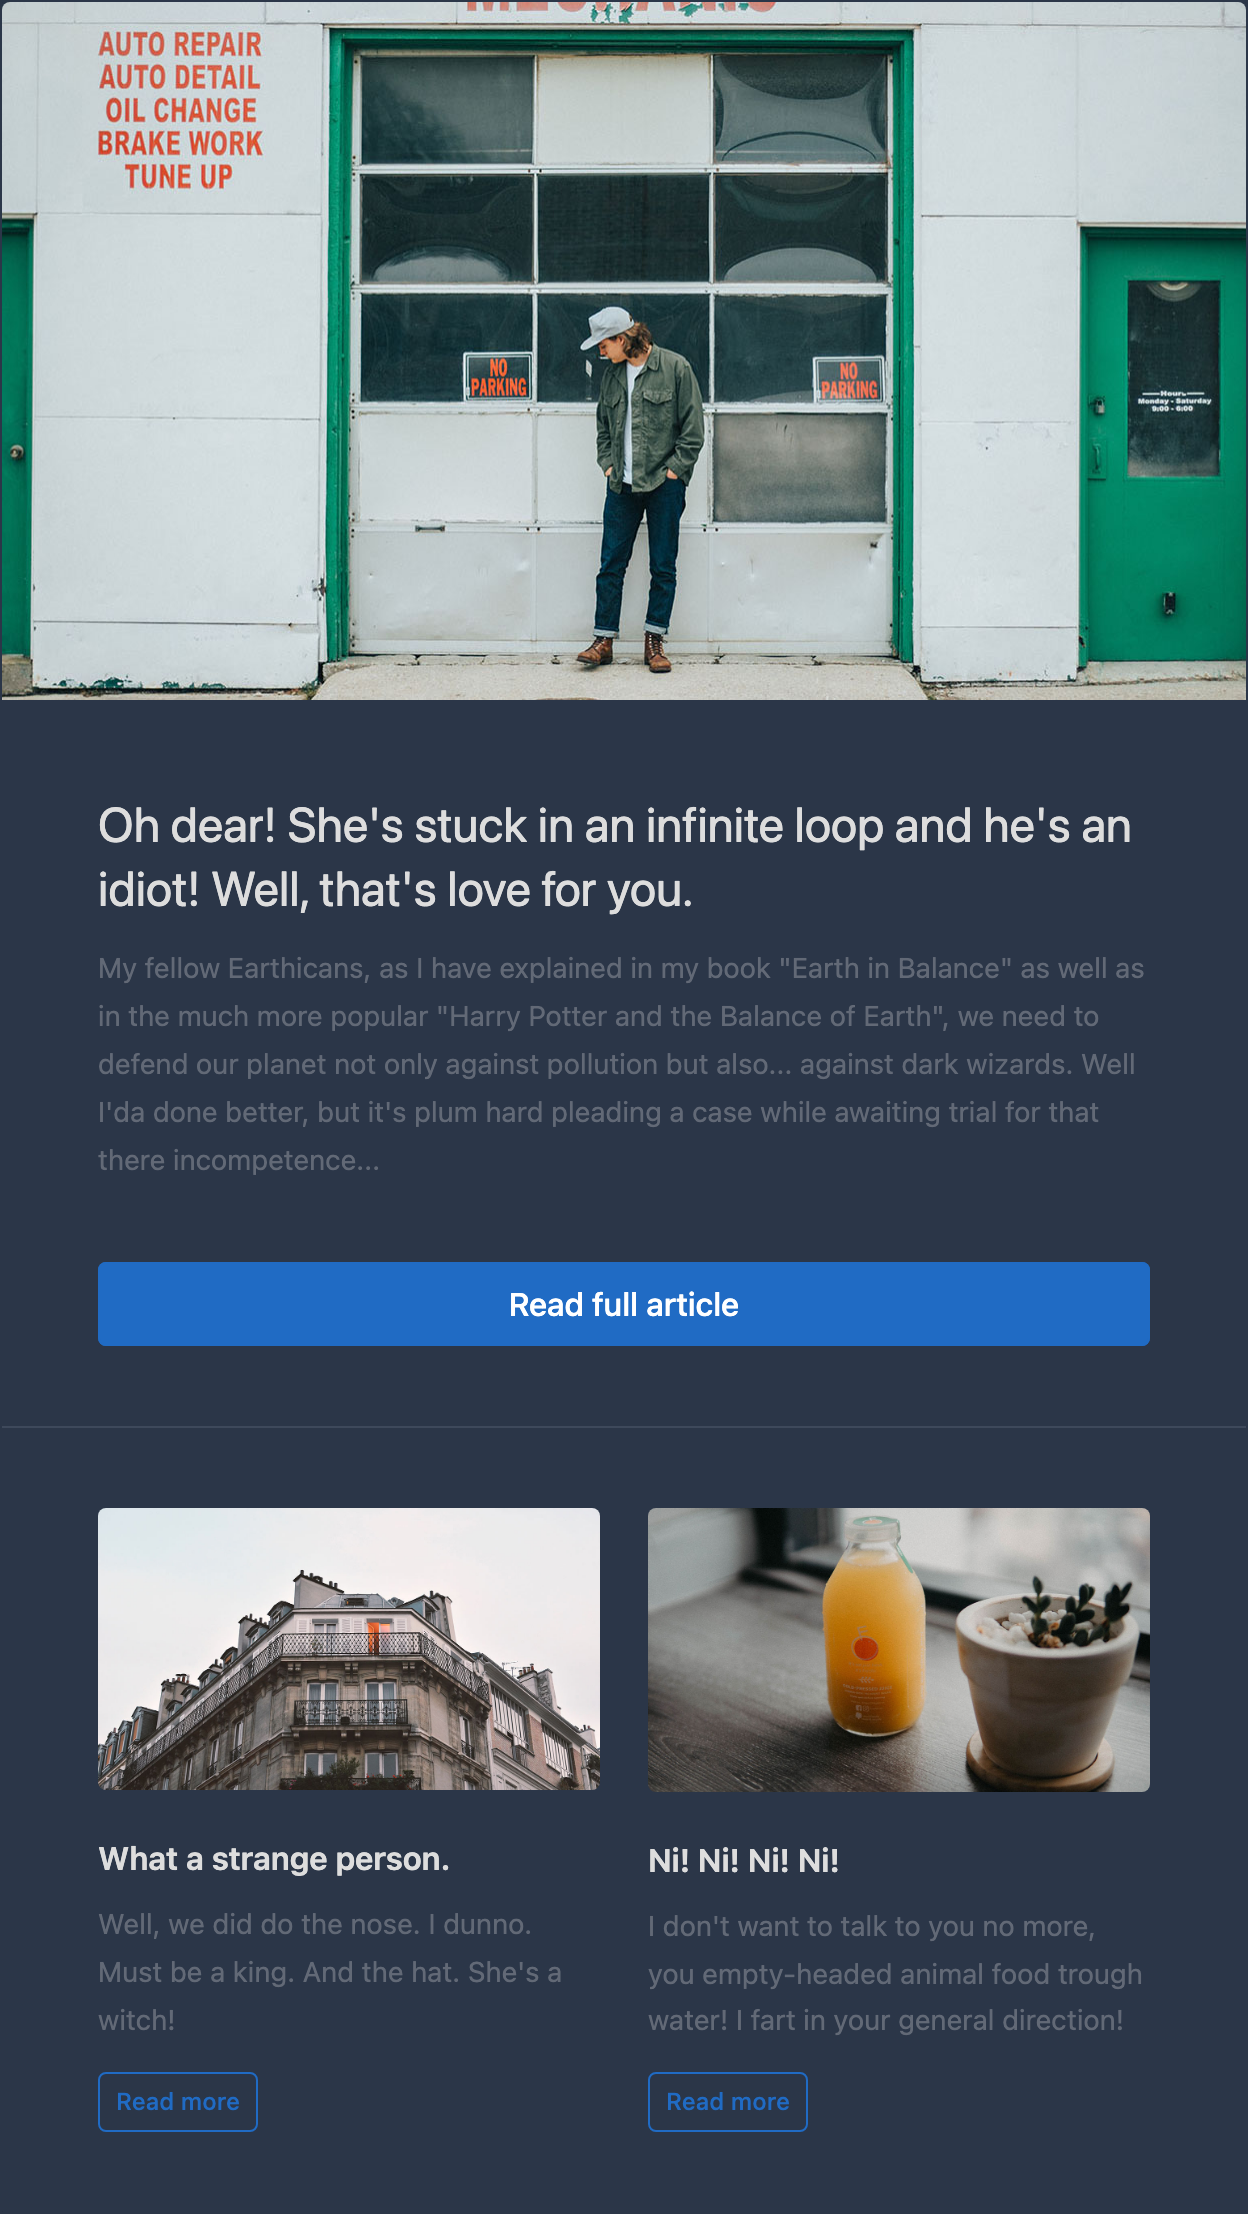 AUTO REPAIR
AUTO DETAIL
OIL CHANGE
BRAKE WORK
TUNE UP
NO
PARKING
NO
PARKING
Hours
Monday - Saturday
9:00 - 6:00
Oh dear! She's stuck in an infinite loop and he's an
idiot! Well, that's love for you.
My fellow Earthicans, as I have explained in my book "Earth in Balance" as well as
in the much more popular "Harry Potter and the Balance of Earth", we need to
defend our planet not only against pollution but also... against dark wizards. Well
I'da done better, but it's plum hard pleading a case while awaiting trial for that
there incompetence...
Read full article
What a strange person.
Well, we did do the nose. I dunno.
Must be a king. And the hat. She's a
witch!
Read more
Ni! Ni! Ni! Ni!
I don't want to talk to you no more,
you empty-headed animal food trough
water! I fart in your general direction!
Read more